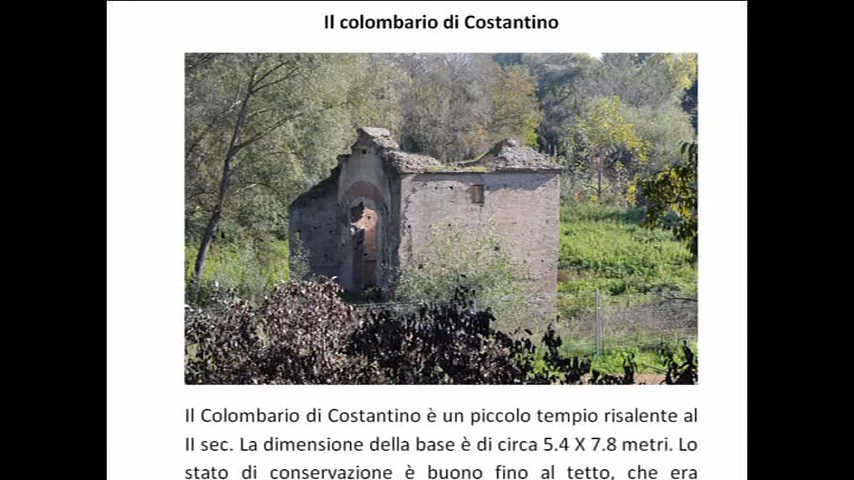 Il colombario di Costantino
Il Colombario di Costantino è un piccolo tempio risalente al
II sec. La dimensione della base è di circa 5.4 X 7.8 metri. Lo
stato di conservazione è buono fino al tetto, che era